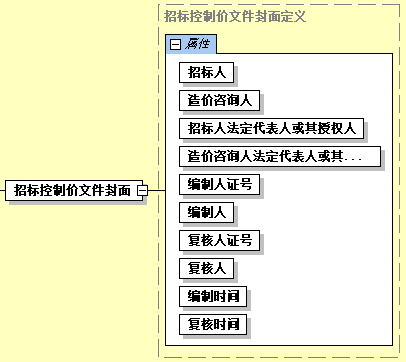 招标控制价文件封面定义
属性
招标人
造价咨询人
招标人法定代表人或其授权人
造价咨询人法定代表人或其...
招标控制价文件封面
编制人证号
编制人
复核人证号
复核人
编制时间
复核时间